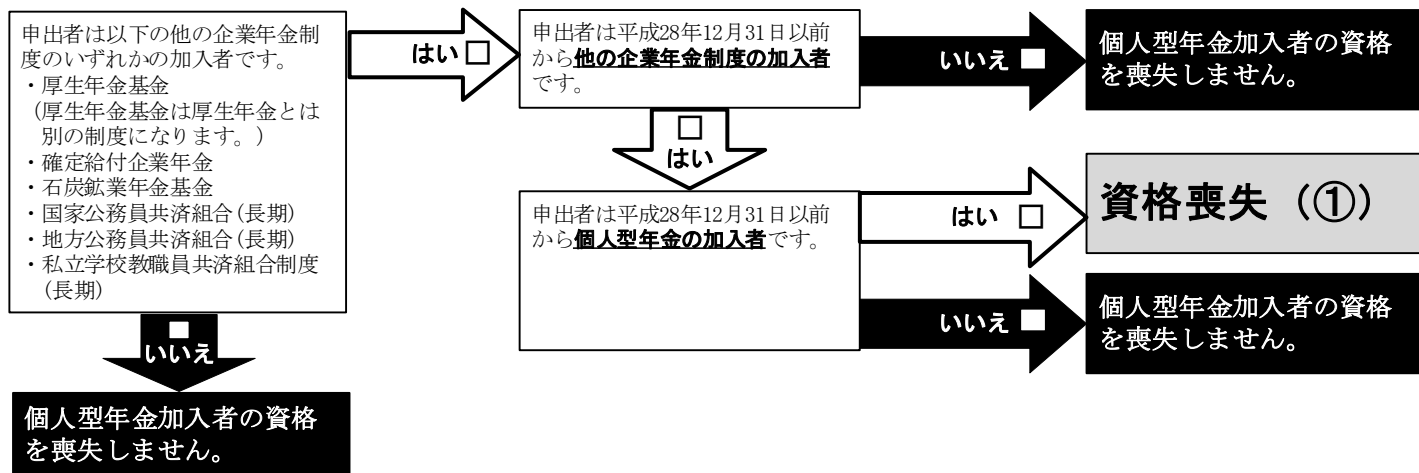 申出者は以下の他の企業年金制
度のいずれかの加入者です。
・厚生年金基金
（厚生年金基金は厚生年金とは
別の制度になります。）
・確定給付企業年金
・石炭鉱業年金基金
・国家公務員共済組合(長期)
・地方公務員共済組合(長期)
・私立学校教職員共済組合制度
(長期)
はい □
申出者は平成28年12月31日以前
から他の企業年金制度の加入者
です。
いいえ □
個人型年金加入者の資格
を喪失しません。
□
はい
申出者は平成28年12月31日以前
から個人型年金の加入者です。
はい □
資格喪失（①）
いいえ □
個人型年金加入者の資格
を喪失しません。
□
いいえ
個人型年金加入者の資格
を喪失しません。